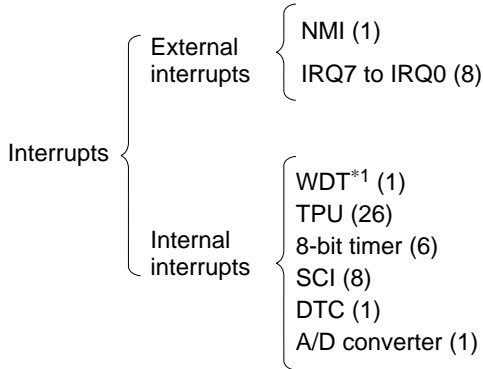 Interrupts
External
interrupts
NMI (1)
IRQ7 to IRQ0 (8)
Internal
interrupts
WDT*1 (1)
TPU (26)
8-bit timer (6)
SCI (8)
DTC (1)
A/D converter (1)